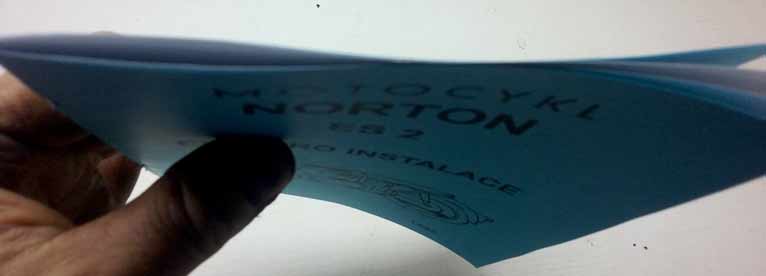 MOTOCYKL
NORTON
ES 2
INSTALACE